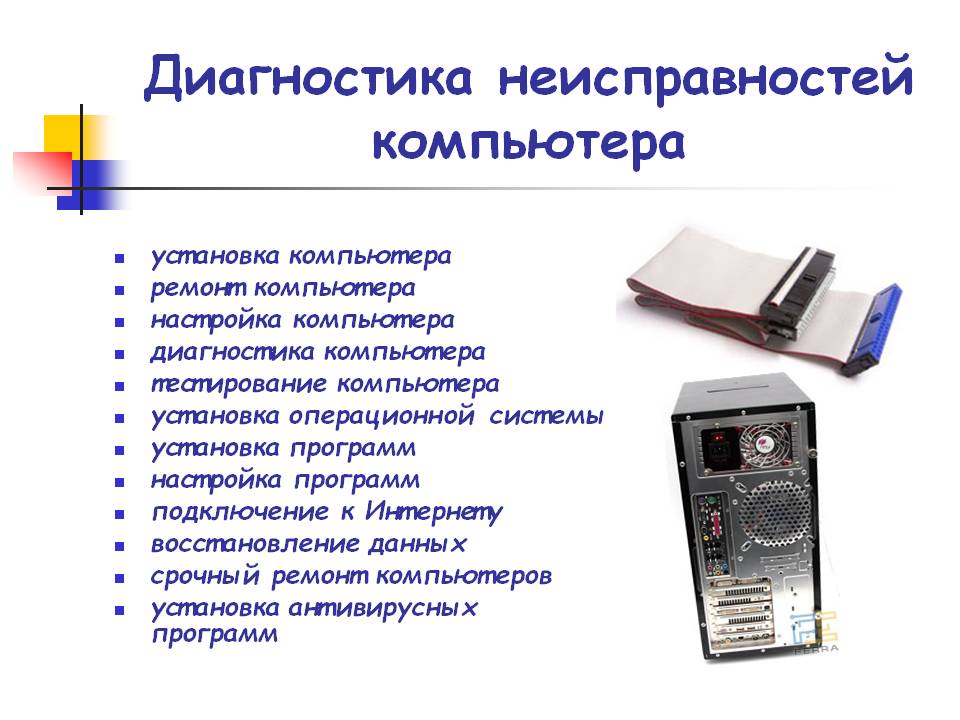 Диагностика неисправностей
компьютера
установка компьютера
ремонт компьютера
настройка компьютера
диагностика компьютера
тестирование компьютера
установка операционной системы
установка программ
настройка программ
подключение к Интернету
восстановление данных
срочный ремонт компьютеров
установка антивирусных
программ
FERRA